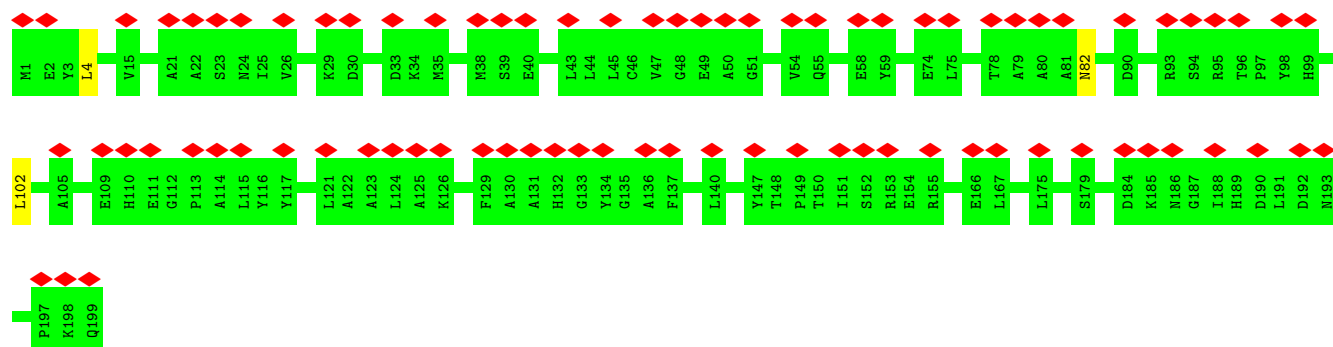 M1 E2 Y3 L4 V15 A21 A22 S23 N24 I25 V26 K29 D30 D33 K34 M35 M38 S39 E40 L43 L44 L45 C46 V47 G48 E49 A50 G51 V54 Q55 E58 Y59 E74 L75 T78 A79 A80 A81 N82 D90 R93 S94 R95 T96 P97 Y98 H99
L102 A105 E109 H110 E111 G112 P113 A114 L115 Y116 Y117 L121 A122 A123 L124 A125 K126 F129 A130 A131 H132 G133 Y134 G135 A136 F137 L140 Y147 T148 P149 T150 I151 S152 R153 E154 R155 E166 L167 L175 S179 D184 K185 N186 G187 I188 H189 D190 L191 D192 N193
P197 K198 Q199